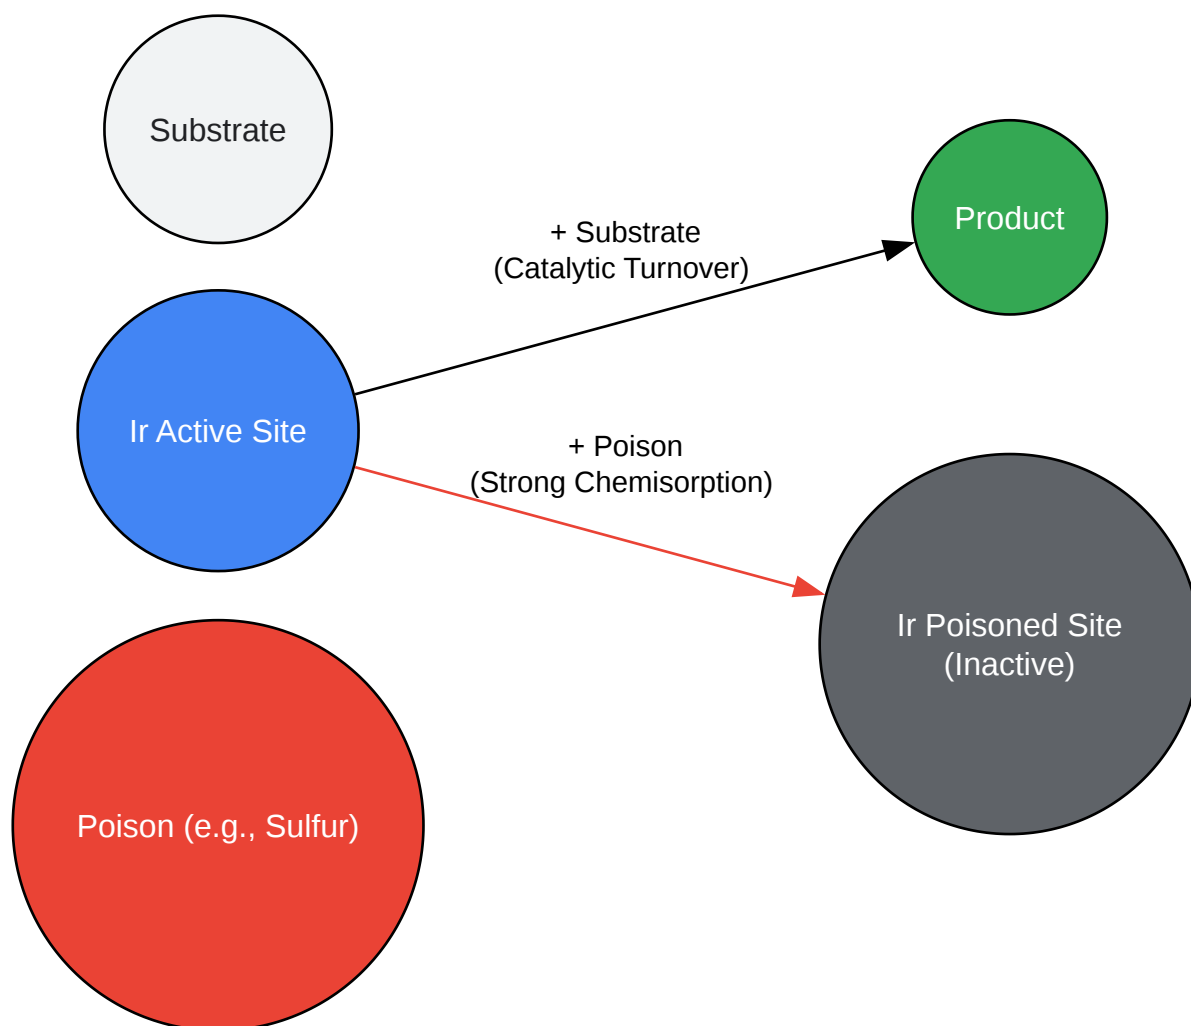 Substrate
Product
+ Substrate
(Catalytic Turnover)
Ir Active Site
+ Poison
(Strong Chemisorption)
Ir Poisoned Site
(Inactive)
Poison (e.g., Sulfur)